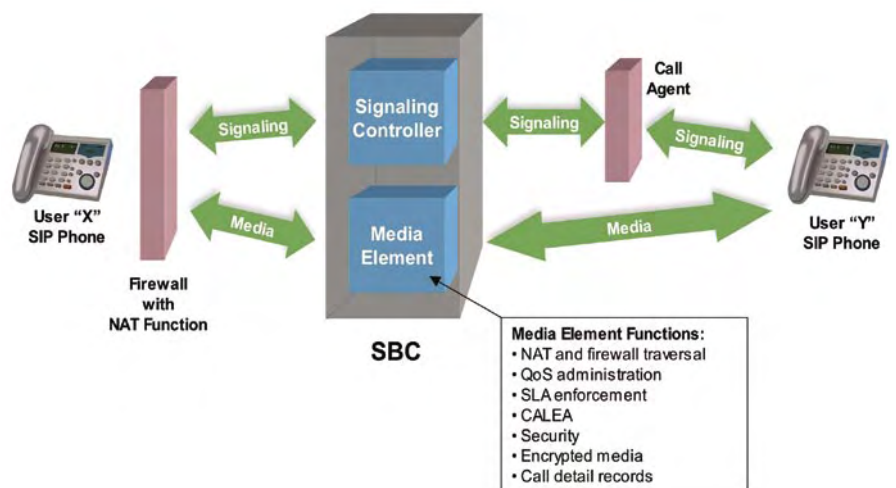 Signaling
Media
User "X"
SIP Phone
Firewall
with
NAT Function
Signaling
Controller
Media
Element
SBC
Signaling
Call
Agent
Signaling
Media
User "Y"
SIP Phone
Media Element Functions:
• NAT and firewall traversal
• QoS administration
• SLA enforcement
• CALEA
• Security
• Encrypted media
• Call detail records